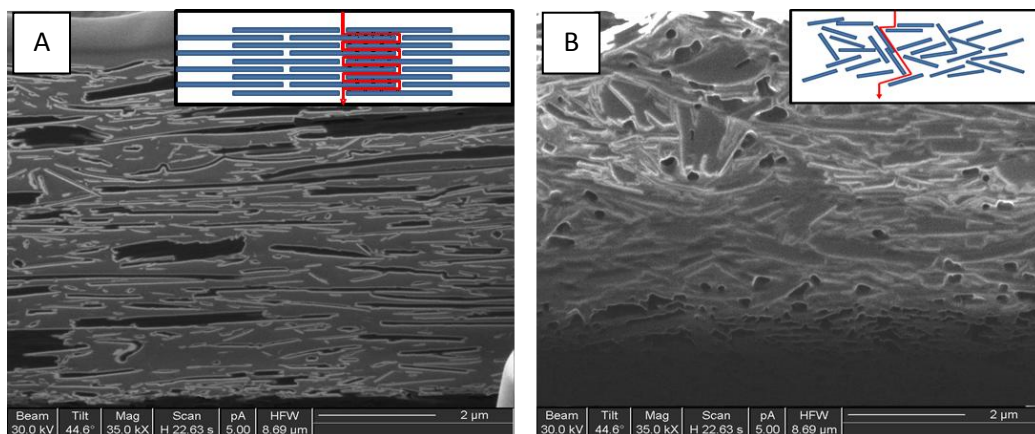 A
B
Beam Tilt Mag Scan pA HFW 2 µm
30.0 kV 44.6° 35.0 kX H 22.63 s 5.00 8.69 µm
Beam Tilt Mag Scan pA HFW 2 µm
30.0 kV 44.6° 35.0 kX H 22.63 s 5.00 8.69 µm